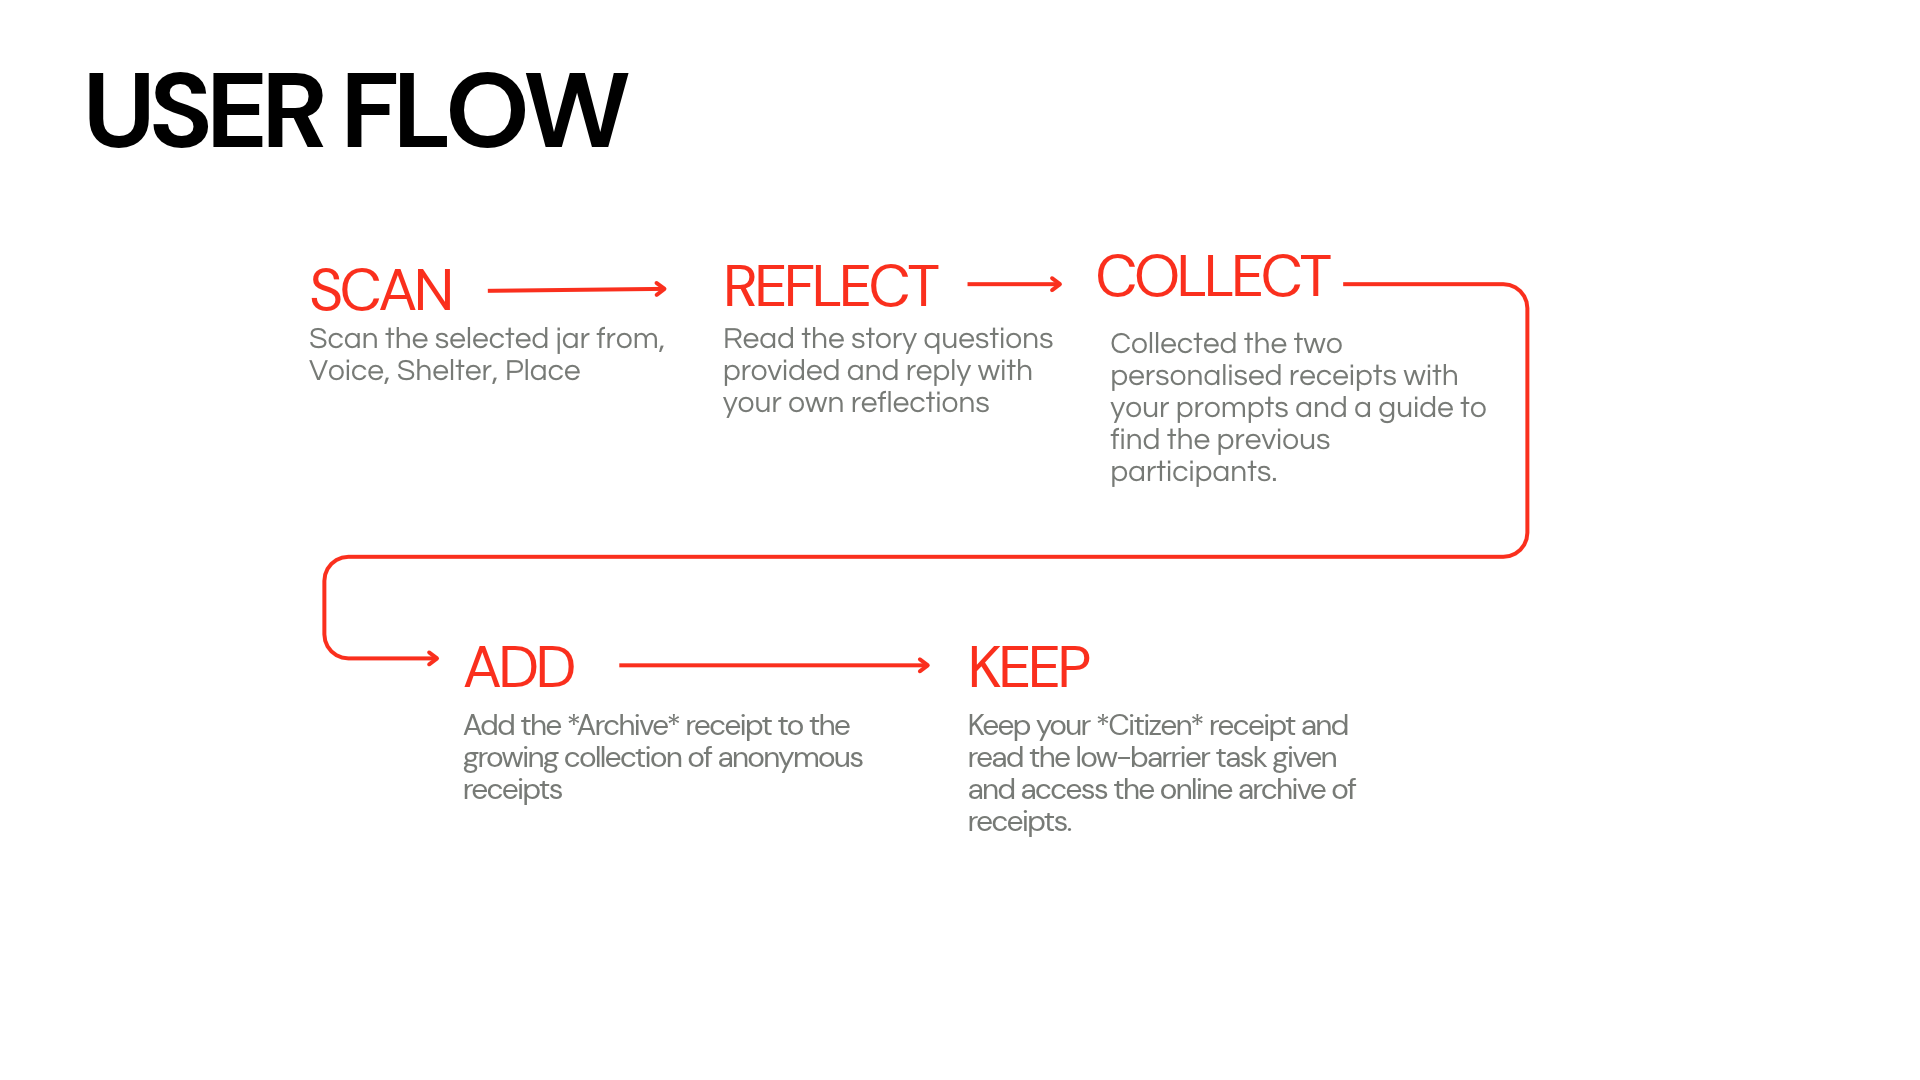 USER FLOW
SCAN
Scan the selected jar from,
Voice, Shelter, Place
REFLECT
Read the story questions
provided and reply with
your own reflections
COLLECT
Collected the two
personalised receipts with
your prompts and a guide to
find the previous
participants.
ADD
Add the *Archive* receipt to the
growing collection of anonymous
receipts
KEEP
Keep your *Citizen* receipt and
read the low-barrier task given
and access the online archive of
receipts.